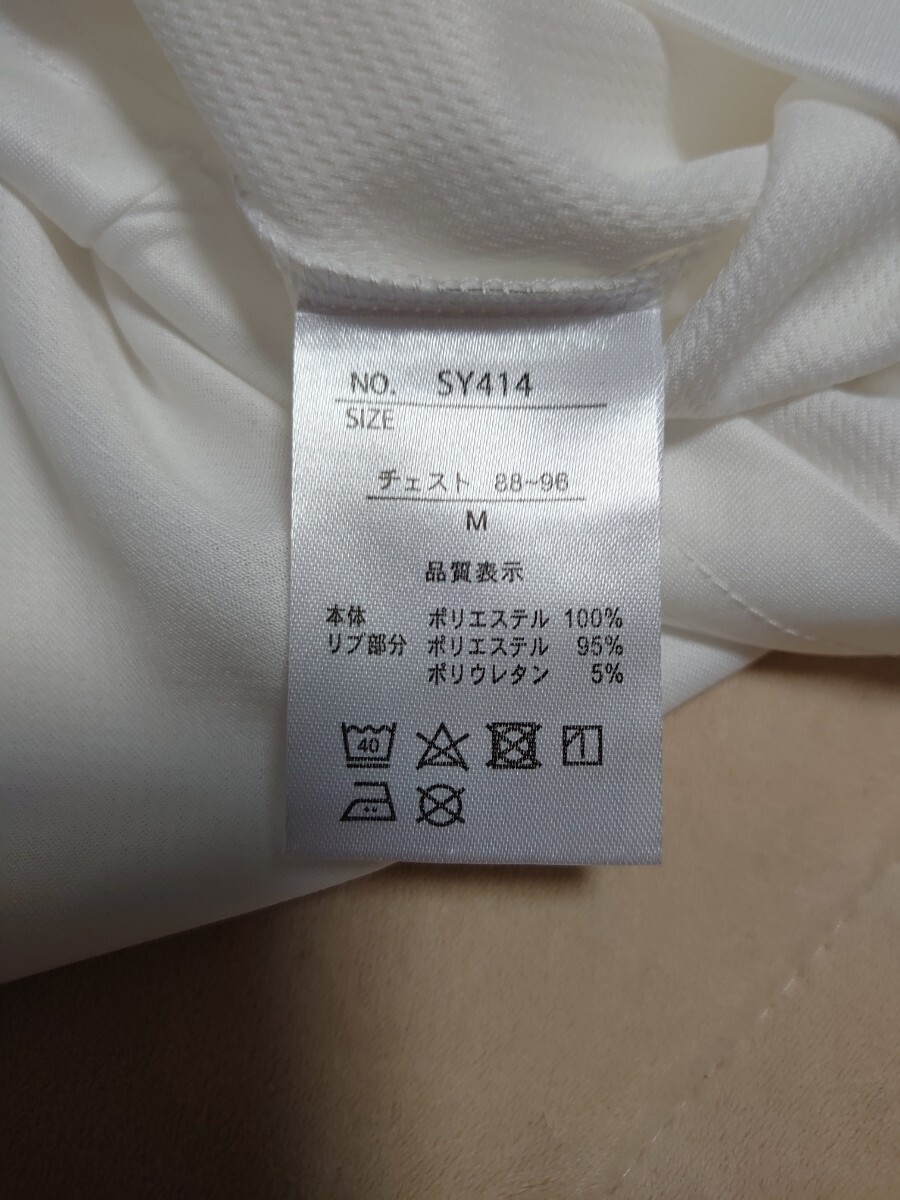 NO. SY414
SIZE
チェスト 88~96
M
品質表示
本体 ポリエステル 100%
リブ部分 ポリエステル 95%
ポリウレタン 5%
40